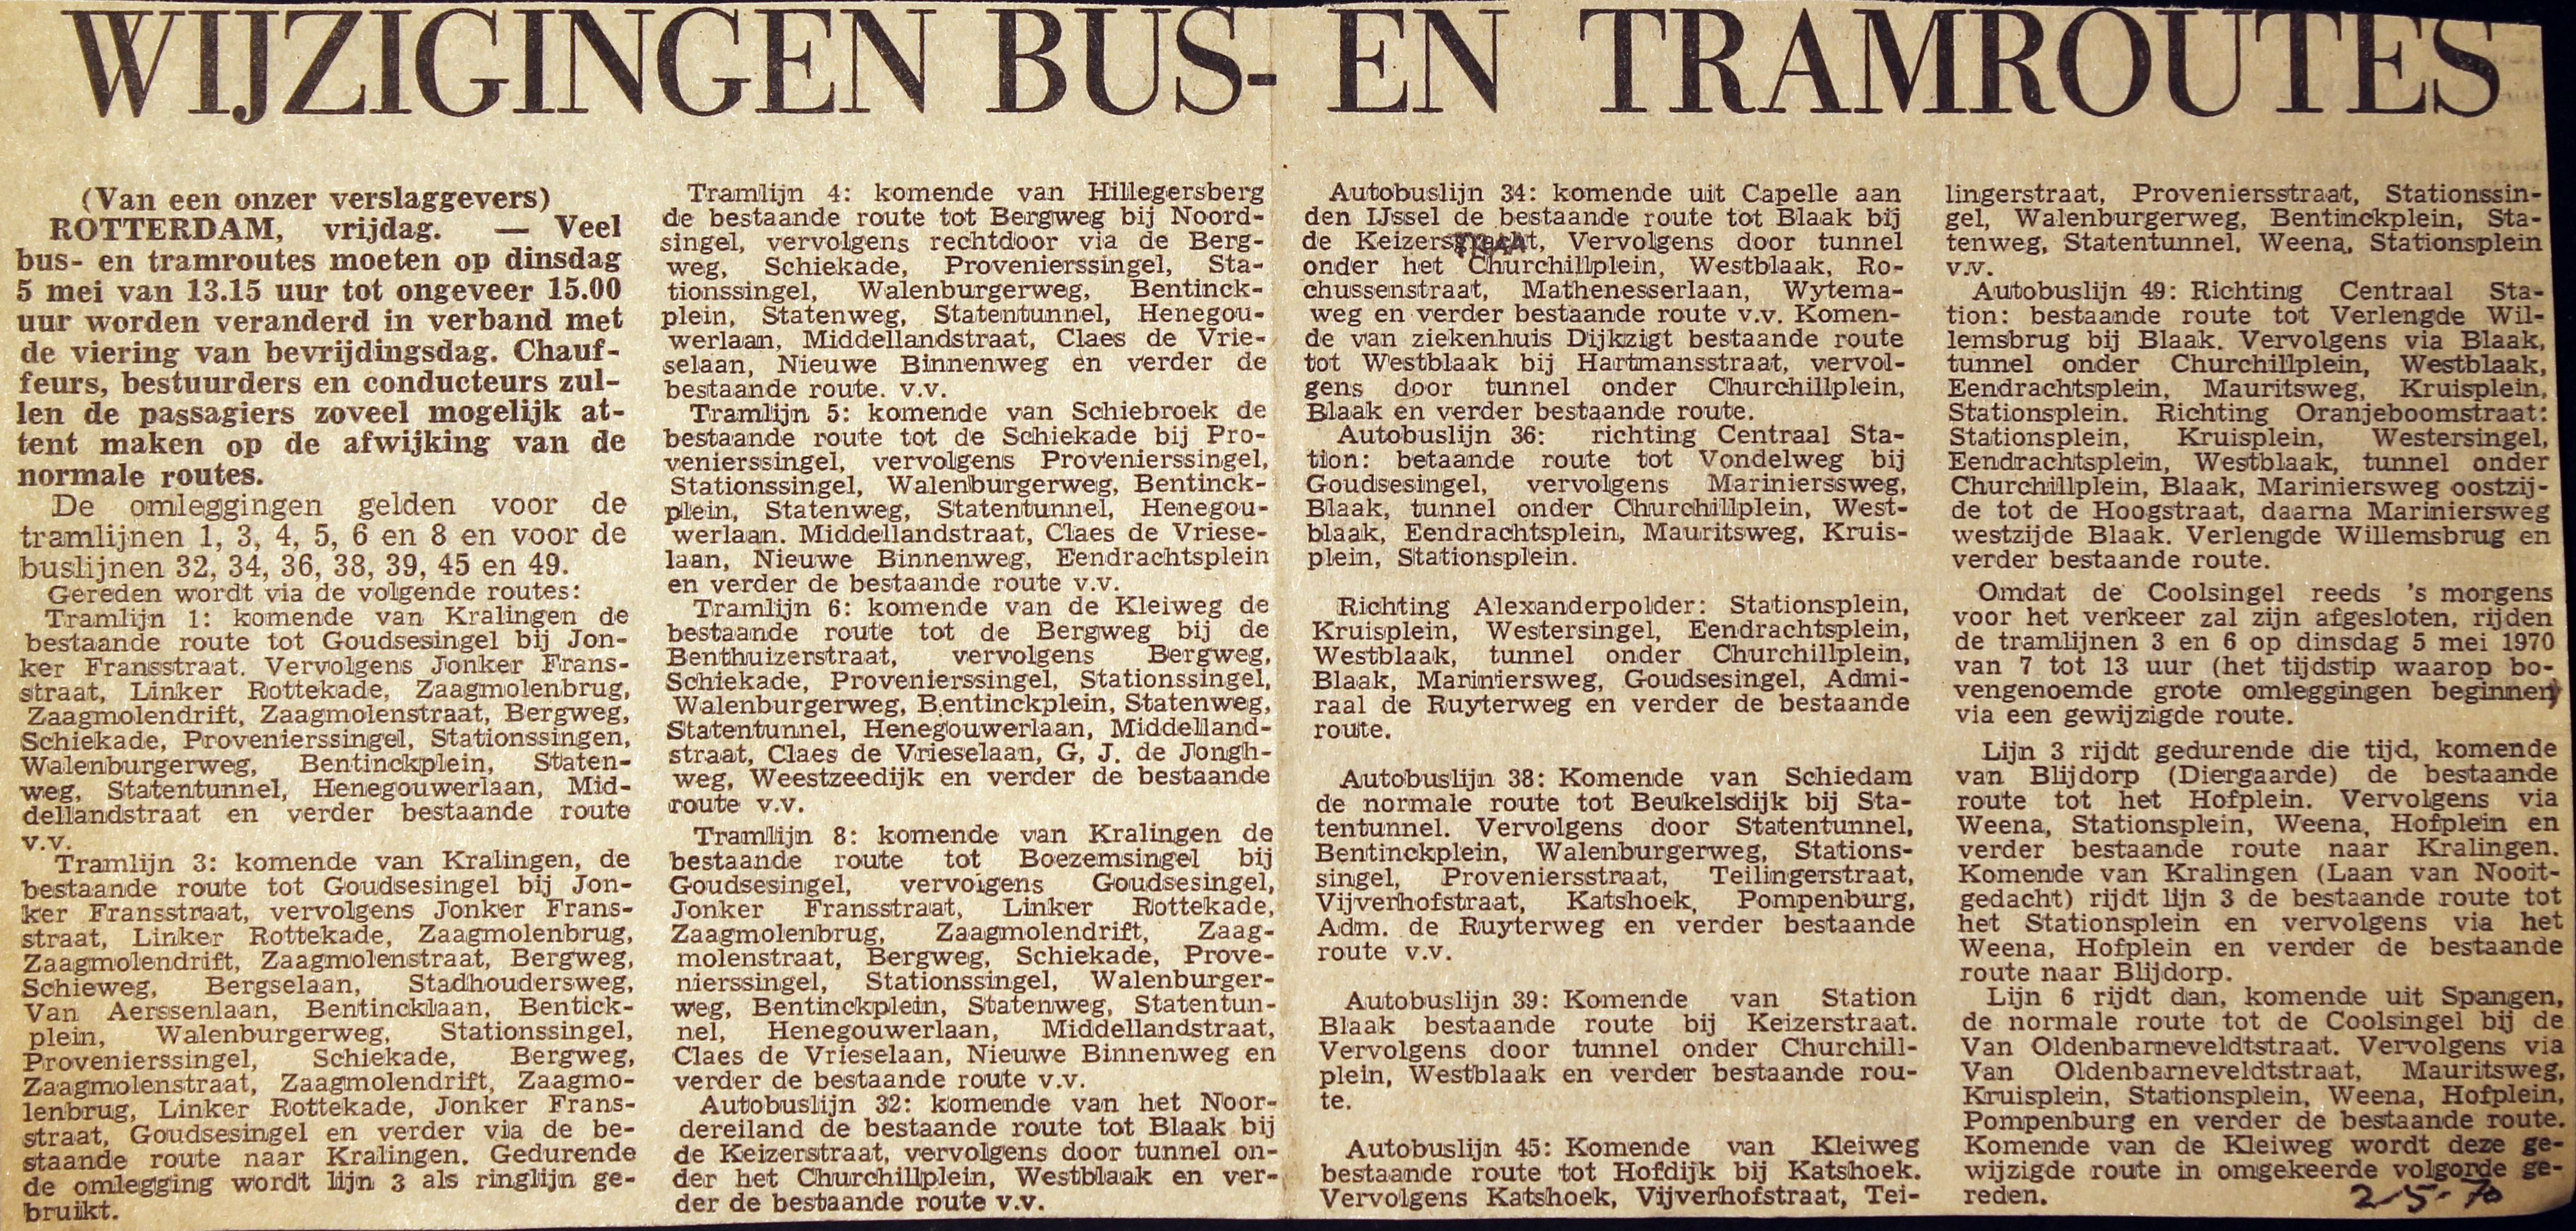 WIJZIGINGEN BUS- EN TRAMROUTES
(Van een onzer verslaggevers)
ROTTERDAM, vrijdag. — Veel
bus- en tramroutes moeten op dinsdag
5 mei van 13.15 uur tot ongeveer 15.00
uur worden veranderd in verband met
de viering van bevrijdingsdag. Chauf-
feurs, bestuurders en conducteurs zul-
len de passagiers zoveel mogelijk at-
tent maken op de afwijking van de
normale routes.
De omleggingen gelden voor de
tramlijnen 1, 3, 4, 5, 6 en 8 en voor de
buslijnen 32, 34, 36, 38, 39, 45 en 49.
Gereden wordt via de volgende routes:
Tramlijn 1: komende van Kralingen de
bestaande route tot Goudsesingel bij Jon-
ker Fransstraat. Vervolgens Jonker Frans-
straat, Linker Rottekade, Zaagmolenbrug,
Zaagmolendrift, Zaagmolenstraat, Bergweg,
Schiekade, Provenierssingel, Stationssingen,
Walenburgerweg, Bentinckplein, Staten-
weg, Statentunnel, Henegouwerlaan, Mid-
dellandstraat en verder bestaande route
v.v.
Tramlijn 3: komende van Kralingen, de
bestaande route tot Goudsesingel bij Jon-
ker Fransstraat, vervolgens Jonker Frans-
straat, Linker Rottekade, Zaagmolenbrug,
Zaagmolendrift, Zaagmolenstraat, Bergweg,
Schieweg, Bergselaan, Stadhoudersweg,
Van Aerssenlaan, Bentincklaan, Bentick-
plein, Walenburgerweg, Stationssingel,
Provenierssingel, Schiekade, Bergweg,
Zaagmolenstraat, Zaagmolendrift, Zaagmo-
lenbrug, Linker Rottekade, Jonker Frans-
straat, Goudsesingel en verder via de be-
staande route naar Kralingen. Gedurende
de omlegging wordt lijn 3 als ringlijn ge-
bruikt.
Tramlijn 4: komende van Hillegersberg
de bestaande route tot Bergweg bij Noord-
singel, vervolgens rechtdoor via de Berg-
weg, Schiekade, Provenierssingel, Sta-
tionssingel, Walenburgerweg, Bentinck-
plein, Statenweg, Statentunnel, Henegou-
werlaan, Middellandstraat, Claes de Vrie-
selaan, Nieuwe Binnenweg en verder de
bestaande route. v.v.
Tramlijn 5: komende van Schiebroek de
bestaande route tot de Schiekade bij Pro-
venierssingel, vervolgens Provenierssingel,
Stationssingel, Walenburgerweg, Bentinck-
plein, Statenweg, Statentunnel, Henegou-
werlaan. Middellandstraat, Claes de Vriese-
laan, Nieuwe Binnenweg, Eendrachtsplein
en verder de bestaande route v.v.
Tramlijn 6: komende van de Kleiweg de
bestaande route tot de Bergweg bij de
Benthuizerstraat, vervolgens Bergweg,
Schiekade, Provenierssingel, Stationssingel,
Walenburgerweg, Bentinckplein, Statenweg,
Statentunnel, Henegouwerlaan, Middelland-
straat, Claes de Vrieselaan, G, J. de Jongh-
weg, Weestzeedijk en verder de bestaande
route v.v.
Tramlijn 8: komende van Kralingen de
bestaande route tot Boezemsingel bij
Goudsesingel, vervolgens Goudsesingel,
Jonker Fransstraat, Linker Rottekade,
Zaagmolenbrug, Zaagmolendrift, Zaag-
molenstraat, Bergweg, Schiekade, Prove-
nierssingel, Stationssingel, Walenburger-
weg, Bentinckplein, Statenweg, Statentun-
nel, Henegouwerlaan, Middellandstraat,
Claes de Vrieselaan, Nieuwe Binnenweg en
verder de bestaande route v.v.
Autobuslijn 32: komende van het Noor-
dereiland de bestaande route tot Blaak bij
de Keizerstraat, vervolgens door tunnel on-
der het Churchillplein, Westblaak en ver-
der de bestaande route v.v.
Autobuslijn 34: komende uit Capelle aan
den IJssel de bestaande route tot Blaak bij
de Keizerstraat, Vervolgens door tunnel
onder het Churchillplein, Westblaak, Ro-
chussenstraat, Mathenesserlaan, Wytema-
weg en verder bestaande route v.v. Komen-
de van ziekenhuis Dijkzigt bestaande route
tot Westblaak bij Hartmansstraat, vervol-
gens door tunnel onder Churchillplein,
Blaak en verder bestaande route.
Autobuslijn 36: richting Centraal Sta-
tion: betaande route tot Vondelweg bij
Goudsesingel, vervolgens Marinierssweg,
Blaak, tunnel onder Churchillplein, West-
blaak, Eendrachtsplein, Mauritsweg, Kruis-
plein, Stationsplein.
Richting Alexanderpolder: Stationsplein,
Kruisplein, Westersingel, Eendrachtsplein,
Westblaak, tunnel onder Churchillplein,
Blaak, Mariniersweg, Goudsesingel, Admi-
raal de Ruyterweg en verder de bestaande
route.
Autobuslijn 38: Komende van Schiedam
de normale route tot Beukelsdijk bij Sta-
tentunnel. Vervolgens door Statentunnel,
Bentinckplein, Walenburgerweg, Stations-
singel, Proveniersstraat, Teilingerstraat,
Vijverhofstraat, Katshoek, Pompenburg,
Adm. de Ruyterweg en verder bestaande
route v.v.
Autobuslijn 39: Komende van Station
Blaak bestaande route bij Keizerstraat.
Vervolgens door tunnel onder Churchill-
plein, Westblaak en verder bestaande rou-
te.
Autobuslijn 45: Komende van Kleiweg
bestaande route tot Hofdijk bij Katshoek.
Vervolgens Katshoek, Vijverhofstraat, Tei-
lingerstraat, Proveniersstraat, Stationssin-
gel, Walenburgerweg, Bentinckplein, Sta-
tenweg, Statentunnel, Weena, Stationsplein
v.v.
Autobuslijn 49: Richting Centraal Sta-
tion: bestaande route tot Verlengde Wil-
lemsbrug bij Blaak. Vervolgens via Blaak,
tunnel onder Churchillplein, Westblaak,
Eendrachtsplein, Mauritsweg, Kruisplein,
Stationsplein. Richting Oranjeboomstraat:
Stationsplein, Kruisplein, Westersingel,
Eendrachtsplein, Westblaak, tunnel onder
Churchillplein, Blaak, Mariniersweg oostzij-
de tot de Hoogstraat, daarna Mariniersweg
westzijde Blaak. Verlengde Willemsbrug en
verder bestaande route.
Omdat de Coolsingel reeds 's morgens
voor het verkeer zal zijn afgesloten, rijden
de tramlijnen 3 en 6 op dinsdag 5 mei 1970
van 7 tot 13 uur (het tijdstip waarop bo-
vengenoemde grote omleggingen beginnen)
via een gewijzigde route.
Lijn 3 rijdt gedurende die tijd, komende
van Blijdorp (Diergaarde) de bestaande
route tot het Hofplein. Vervolgens via
Weena, Stationsplein, Weena, Hofplein en
verder bestaande route naar Kralingen.
Komende van Kralingen (Laan van Nooit-
gedacht) rijdt lijn 3 de bestaande route tot
het Stationsplein en vervolgens via het
Weena, Hofplein en verder de bestaande
route naar Blijdorp.
Lijn 6 rijdt dan, komende uit Spangen,
de normale route tot de Coolsingel bij de
Van Oldenbarneveldtstraat. Vervolgens via
Van Oldenbarneveldtstraat, Mauritsweg,
Kruisplein, Stationsplein, Weena, Hofplein,
Pompenburg en verder de bestaande route.
Komende van de Kleiweg wordt deze ge-
wijzigde route in omgekeerde volgorde ge-
reden.
2-5-70